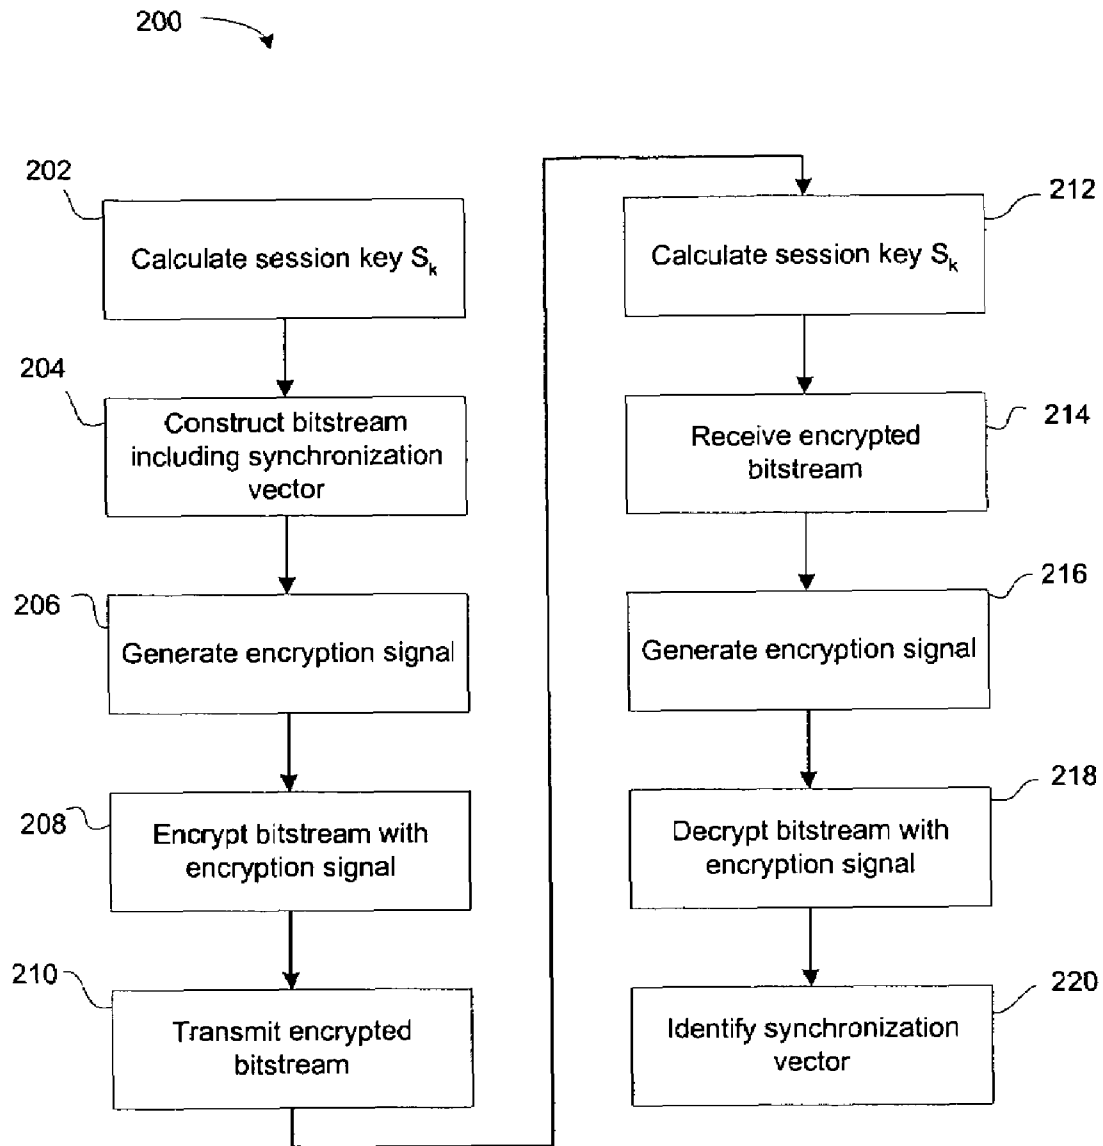 200
202
Calculate session key Sk
204
Construct bitstream
including synchronization
vector
206
Generate encryption signal
208
Encrypt bitstream with
encryption signal
210
Transmit encrypted
bitstream
212
Calculate session key Sk
214
Receive encrypted
bitstream
216
Generate encryption signal
218
Decrypt bitstream with
encryption signal
220
Identify synchronization
vector